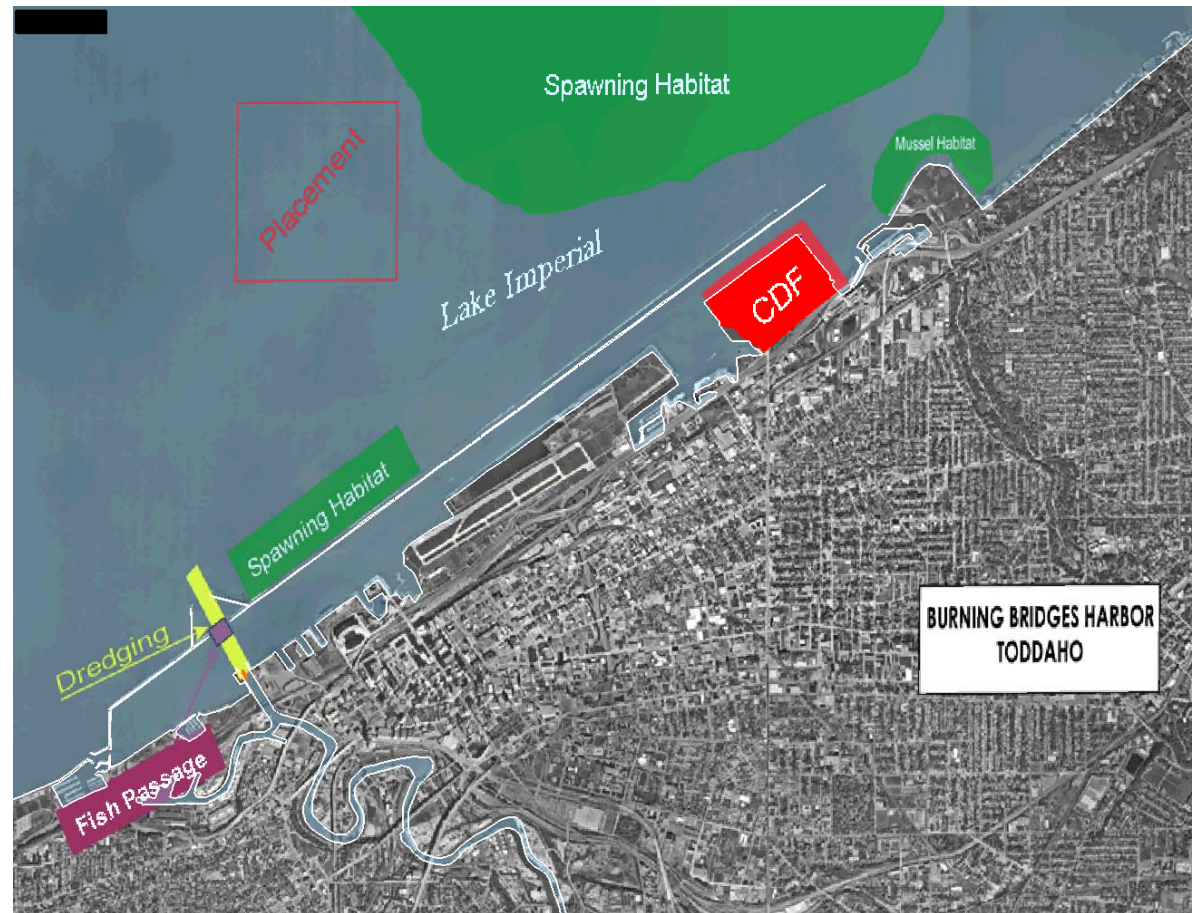 Spawning Habitat
Mussel Habitat
Placement
Lake Imperial
CDF
Spawning Habitat
Dredging
BURNING BRIDGES HARBOR
TODDAHO
Fish Passage